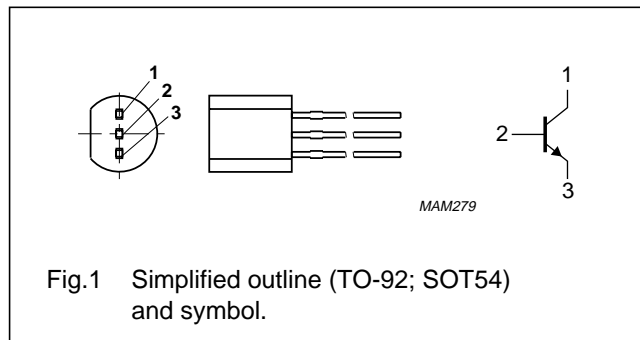 1
2
3
1
2
3
MAM279
Fig.1 Simplified outline (TO-92; SOT54)
and symbol.